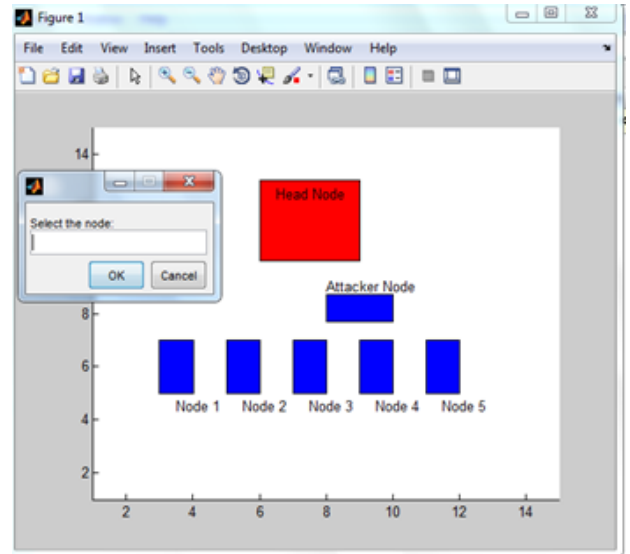 Figure 1
File Edit View Insert Tools Desktop Window Help
14
Select the node:
OK Cancel
Head Node
Attacker Node
8
6
Node 1 Node 2 Node 3 Node 4 Node 5
4
2
2 4 6 8 10 12 14